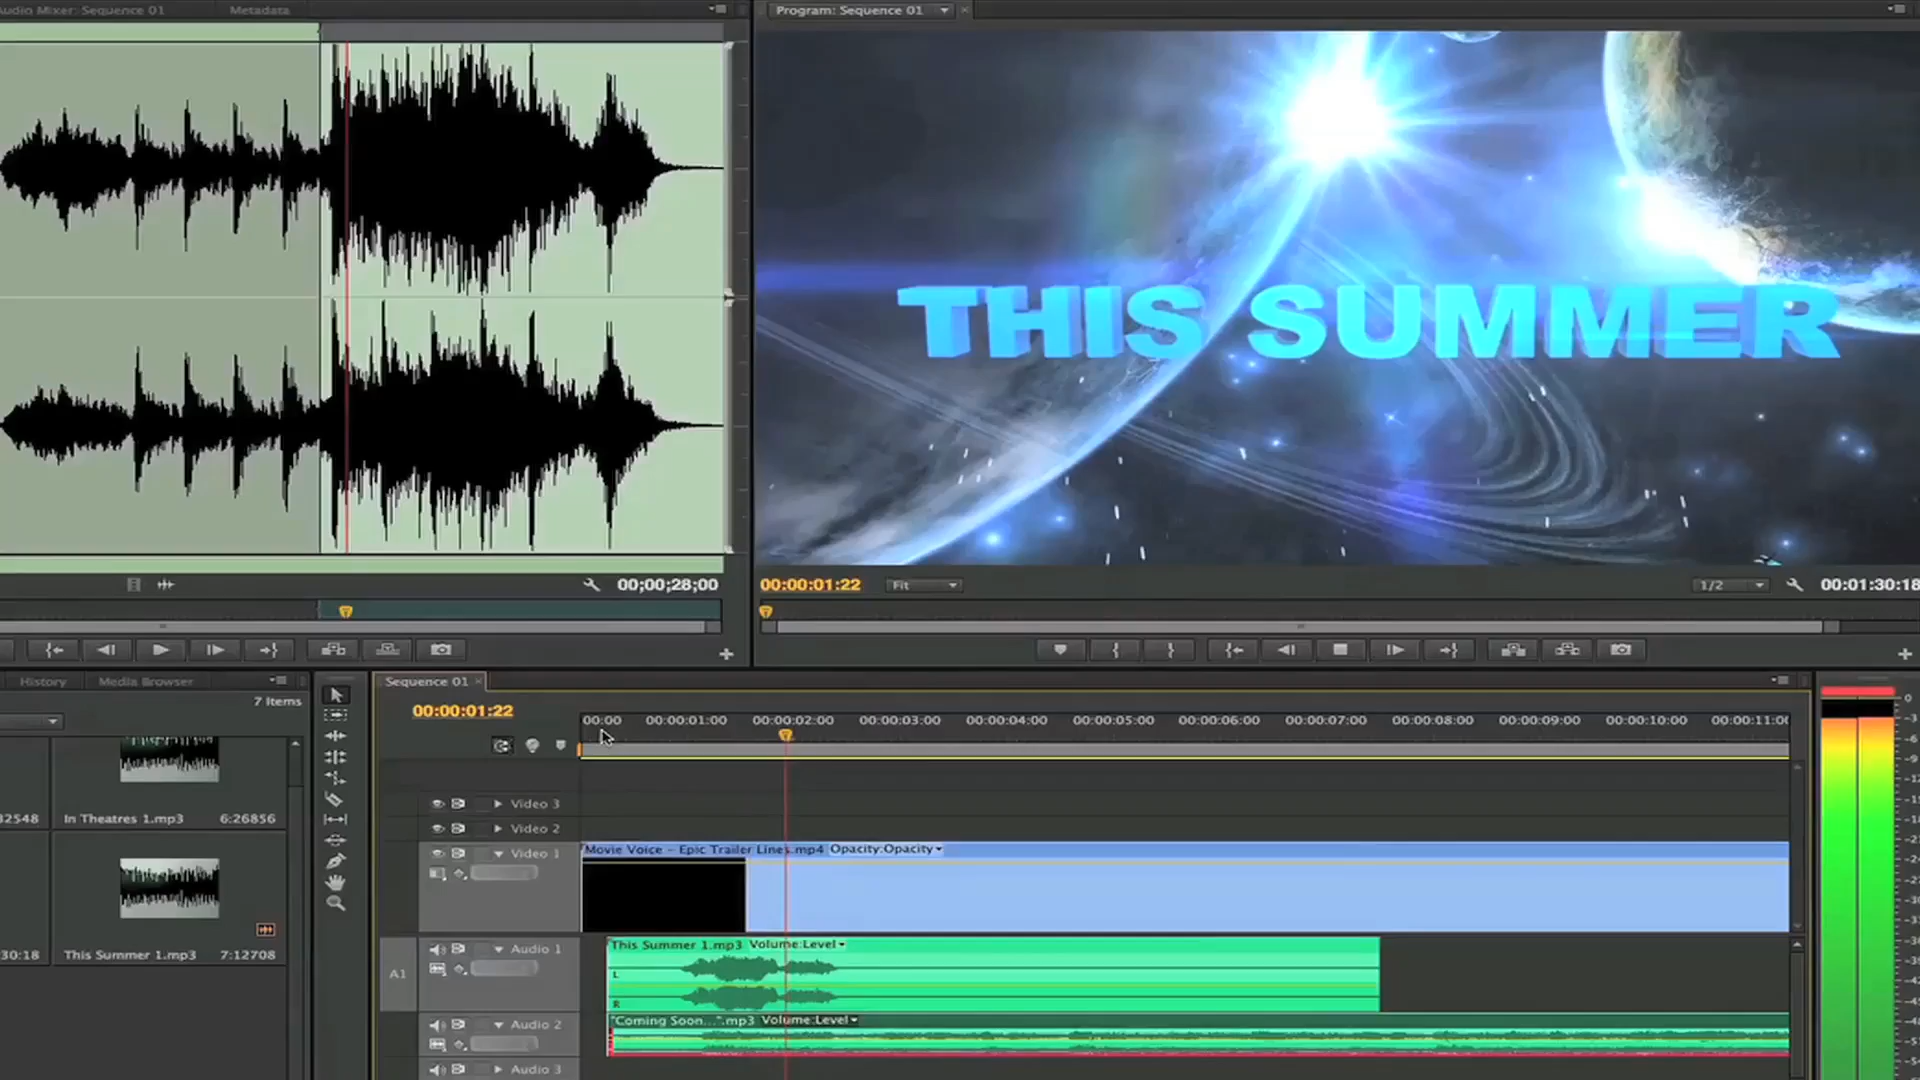 Audio Mixer: Sequence 01
Metadata
Program: Sequence 01
THIS SUMMER
00;00;28;00
00:00:01:22
Fit
1/2
00:01:30:18
History
Media Browser
7 Items
In Theatres 1.mp3
6:26856
This Summer 1.mp3
7:12708
32548
30:18
Sequence 01
00:00:01:22
00:00
00:00:01:00
00:00:02:00
00:00:03:00
00:00:04:00
00:00:05:00
00:00:06:00
00:00:07:00
00:00:08:00
00:00:09:00
00:00:10:00
00:00:11:00
Video 3
Video 2
Video 1
Movie Voice - Epic Trailer Lines.mp4 Opacity:Opacity
A1
Audio 1
This Summer 1.mp3 Volume:Level
L
R
Audio 2
"Coming Soon...".mp3 Volume:Level
Audio 3
0
-3
-6
-9